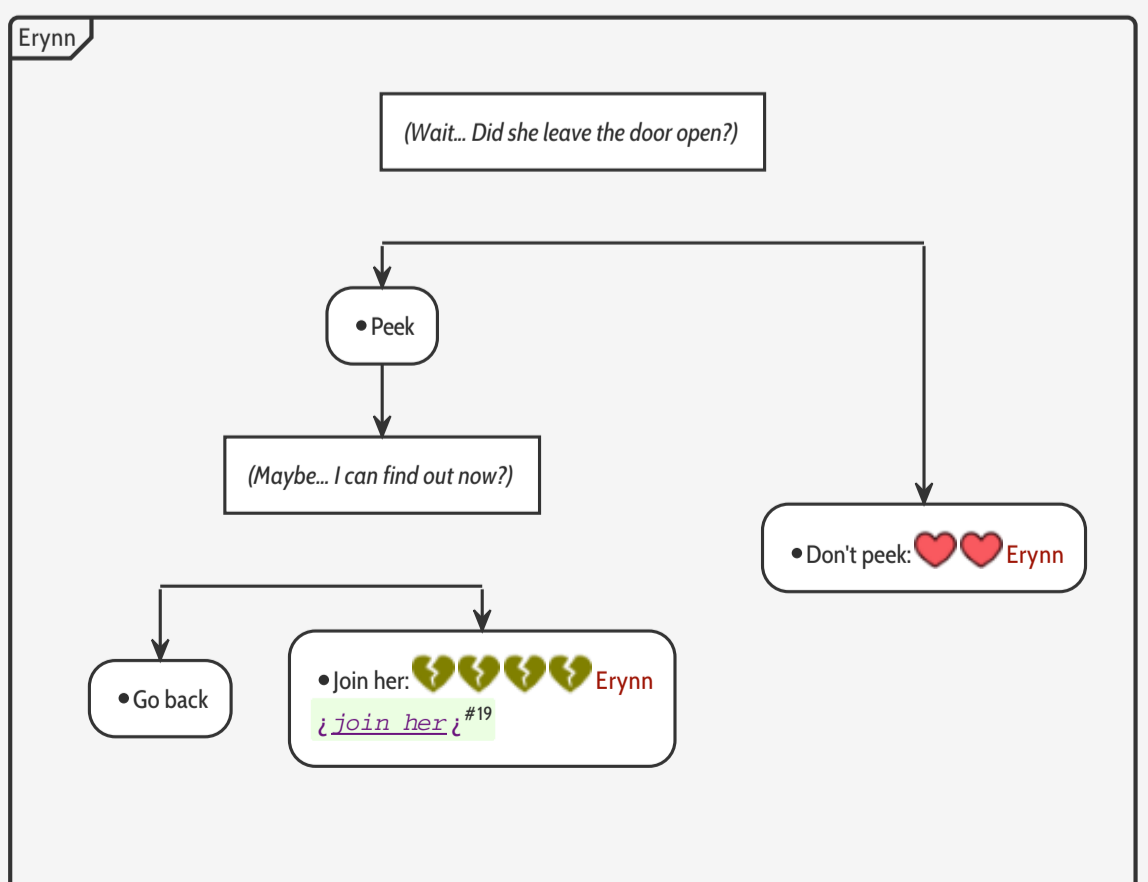 Erynn
(Wait... Did she leave the door open?)
•Peek
(Maybe... I can find out now?)
•Don't peek: Erynn
•Go back
•Join her: Erynn
¿join her¿#19